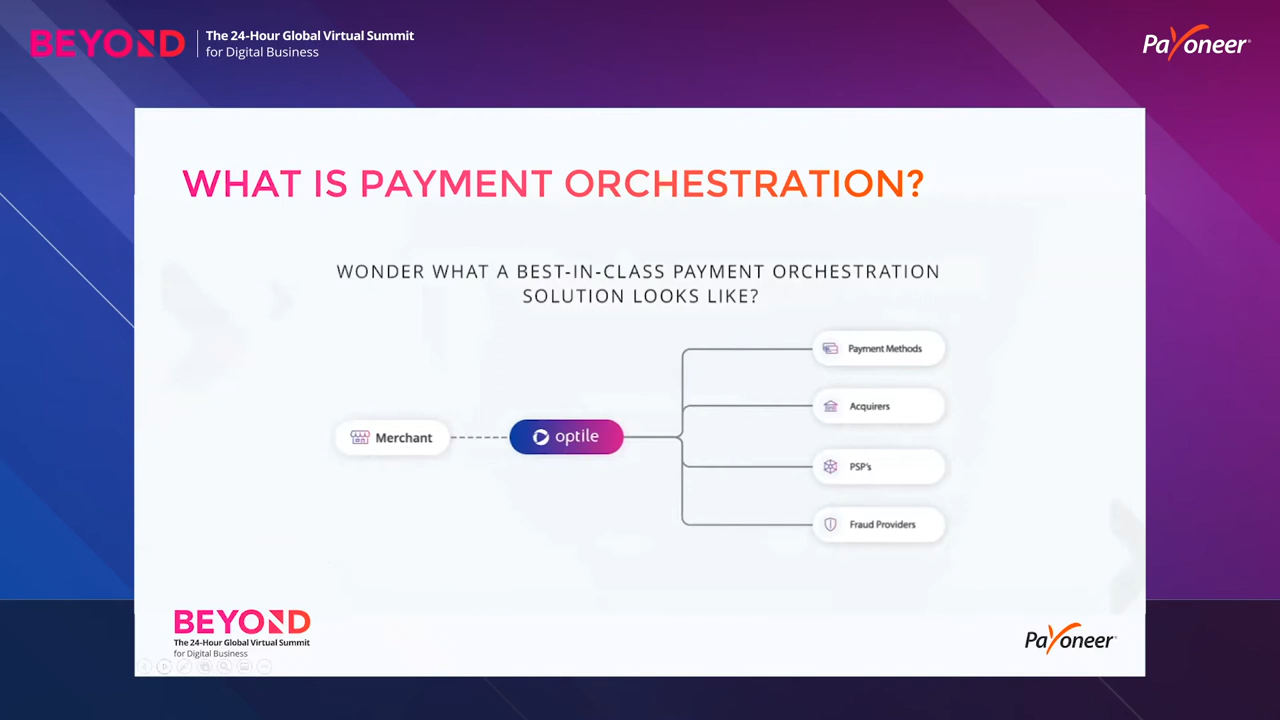 BEYOND
The 24-Hour Global Virtual Summit
for Digital Business
Payoneer
WHAT IS PAYMENT ORCHESTRATION?
WONDER WHAT A BEST-IN-CLASS PAYMENT ORCHESTRATION
SOLUTION LOOKS LIKE?
Payment Methods
Acquirers
Merchant
optile
PSP's
Fraud Providers
BEYOND
The 24-Hour Global Virtual Summit
for Digital Business
Payoneer